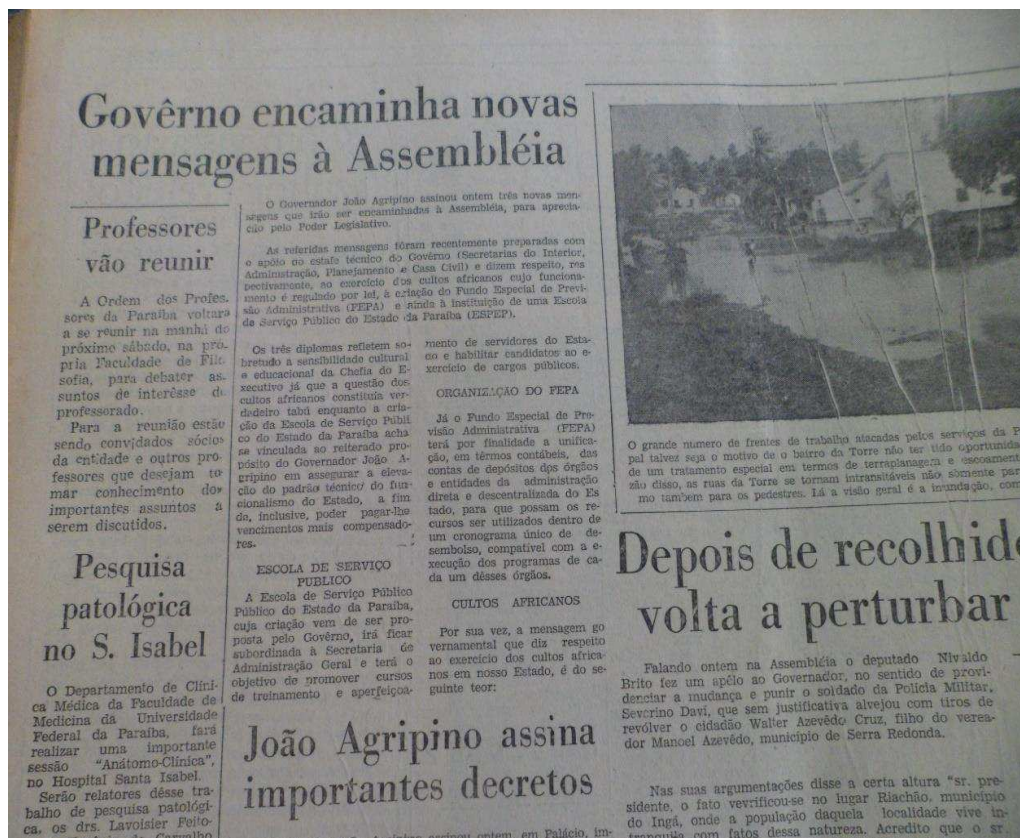 Govêrno encaminha novas
mensagens à Assembléia
Professores
vão reunir
A Ordem dos Profes-
sores da Paraíba voltará
a se reunir na manhã do
próximo sábado, na pró-
pria Faculdade de Filo
sofia, para debater as-
suntos de interêsse do
professorado.
Para a reunião estão
sendo convidados sócios
da entidade e outros pro-
fessores que desejam to
mar conhecimento dos
importantes assuntos a
serem discutidos.
Pesquisa
patológica
no S. Isabel
O Departamento de Clíni-
ca Médica da Faculdade de
Medicina da Universidade
Federal da Paraíba, fará
realizar uma importante
sessão "Anátomo-Clínica",
no Hospital Santa Isabel.
Serão relatores dêsse tra-
balho de pesquisa patológi-
ca, os drs. Lavoisier Feito-
Carvalho
O Governador João Agripino assinou ontem três novas men-
sagens que irão ser encaminhadas à Assembléia, para aprecia-
ção pelo Poder Legislativo.
As referidas mensagens fôram recentemente preparadas com
o apôio do estafe técnico do Govêrno (Secretarias do Interior,
Administração, Planejamento e Casa Civil) e dizem respeito, res
pectivamente, ao exercício dos cultos africanos cujo funciona-
mento é regulado por lei, à criação do Fundo Especial de Previ-
são Administrativa (FEPA) e ainda à instituição de uma Escola
de Serviço Público do Estado da Paraíba (ESPEP).
Os três diplomas refletem so-
bretudo a sensibilidade cultural
e educacional da Chefia do E-
xecutivo já que a questão dos
cultos africanos constituía ver-
dadeiro tabú enquanto a cria-
ção da Escola de Serviço Públi
co do Estado da Paraíba acha
se vinculada ao reiterado pro-
pósito do Governador João A-
gripino em assegurar a eleva-
ção do padrão técnico do fun-
cionalismo do Estado, a fim
de, inclusive, poder pagar-lhe
vencimentos mais compensado-
res.
ESCOLA DE SERVIÇO
PUBLICO
A Escola de Serviço Público
Público do Estado da Paraíba,
cuja criação vem de ser pro-
posta pelo Govêrno, irá ficar
subordinada à Secretaria de
Administração Geral e terá o
objetivo de promover cursos
de treinamento e aperfeiçoa-
mento de servidores do Esta-
do e habilitar candidatos ao e-
xercício de cargos públicos.
ORGANIZAÇÃO DO FEPA
Já o Fundo Especial de Pre-
visão Administrativa (FEPA)
terá por finalidade a unifica-
ção, em têrmos contábeis, das
contas de depósitos dos órgãos
e entidades da administração
direta e descentralizada do Es
tado, para que possam os re-
cursos ser utilizados dentro de
um cronograma único de de-
sembolso, compatível com a e-
xecução dos programas de ca-
da um dêsses órgãos.
CULTOS AFRICANOS
Por sua vez, a mensagem go
vernamental que diz respeito
ao exercício dos cultos africa-
nos em nosso Estado, é do se-
guinte teor:
João Agripino assina
importantes decretos
assinou ontem, em Palácio, im-
O grande número de frentes de trabalho atacadas pelos serviços da P
pal talvez seja o motivo de o bairro da Torre não ter tido oportunida
de um tratamento especial em termos de terraplanagem e escoament
zão disso, as ruas da Torre se tornam intransitáveis não sòmente par
mo também para os pedestres. Lá a visão geral é a inundação, com
Depois de recolhido
volta a perturbar
Falando ontem na Assembléia o deputado Nivaldo
Brito fez um apêlo ao Governador, no sentido de provi-
denciar a mudança e punir o soldado da Polícia Militar,
Severino Davi, que sem justificativa alvejou com tiros de
revólver o cidadão Walter Azevêdo Cruz, filho do verea-
dor Manoel Azevêdo, município de Serra Redonda.
Nas suas argumentações disse a certa altura "sr. pre-
sidente, o fato vevrificou-se no lugar Riachão, município
do Ingá, onde a população daquela localidade vive in-
tranquila com fatos dessa natureza. Acredito que o sr.